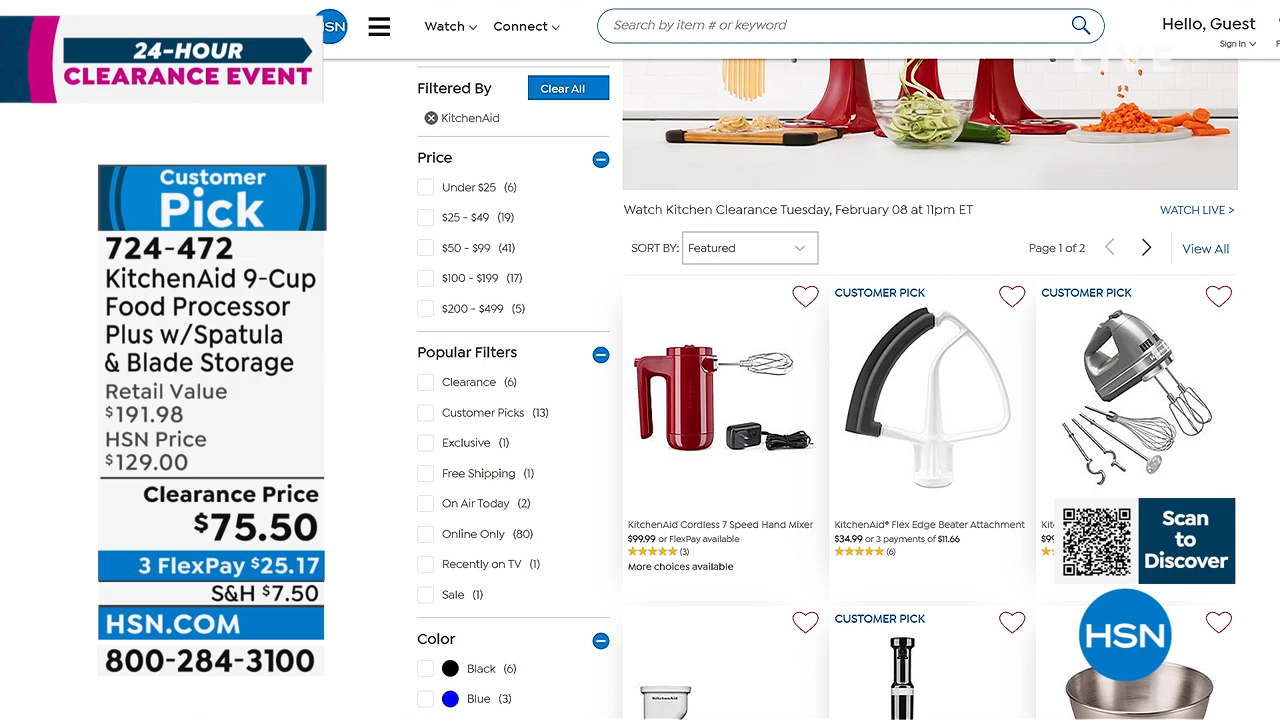 24-HOUR
CLEARANCE EVENT
Customer
Pick
724-472
KitchenAid 9-Cup
Food Processor
Plus w/Spatula
& Blade Storage
Retail Value
$191.98
HSN Price
$129.00
Clearance Price
$75.50
3 FlexPay $25.17
S&H $7.50
HSN.COM
800-284-3100
HSN
Watch
Connect
Search by item # or keyword
Hello, Guest
Sign In
LIVE
Filtered By
Clear All
KitchenAid
Price
Under $25 (6)
$25 - $49 (19)
$50 - $99 (41)
$100 - $199 (17)
$200 - $499 (5)
Popular Filters
Clearance (6)
Customer Picks (13)
Exclusive (1)
Free Shipping (1)
On Air Today (2)
Online Only (80)
Recently on TV (1)
Sale (1)
Color
Black (6)
Blue (3)
Watch Kitchen Clearance Tuesday, February 08 at 11pm ET
WATCH LIVE >
SORT BY: Featured
Page 1 of 2
View All
KitchenAid Cordless 7 Speed Hand Mixer
$99.99 or FlexPay available
(3)
More choices available
CUSTOMER PICK
KitchenAid® Flex Edge Beater Attachment
$34.99 or 3 payments of $11.66
(6)
CUSTOMER PICK
Scan
to
Discover
KitchenAid
CUSTOMER PICK
HSN